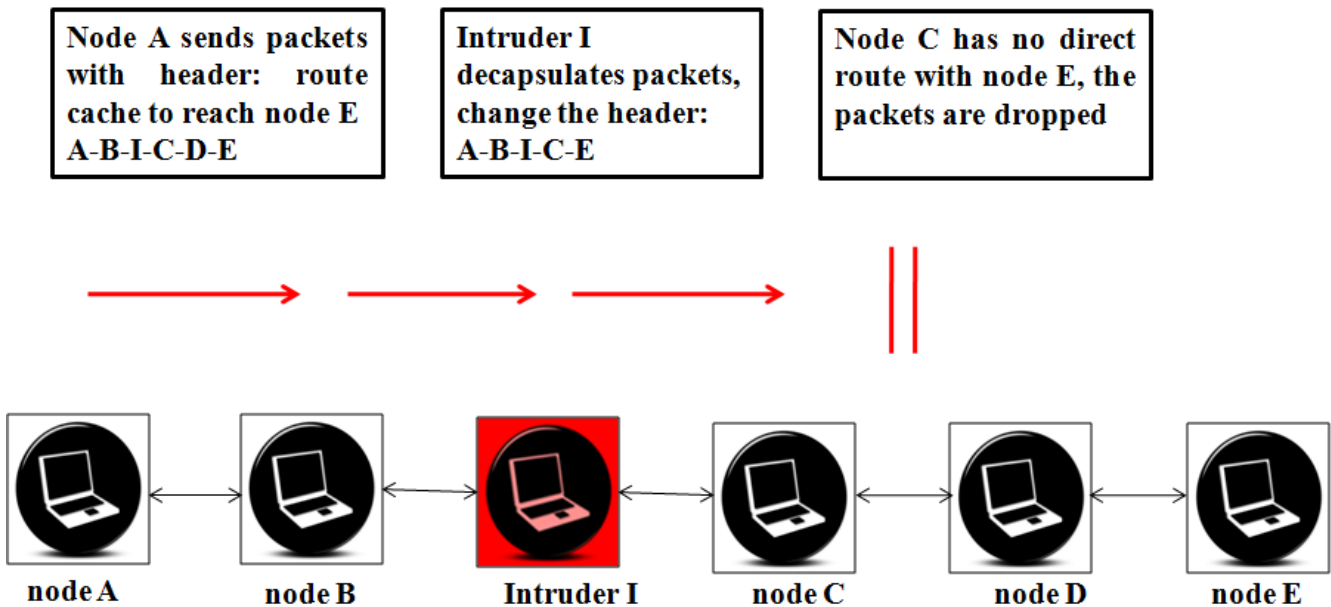 Node A sends packets
with header: route
cache to reach node E
A-B-I-C-D-E
Intruder I
decapsulates packets,
change the header:
A-B-I-C-E
Node C has no direct
route with node E, the
packets are dropped
node A
node B
Intruder I
node C
node D
node E